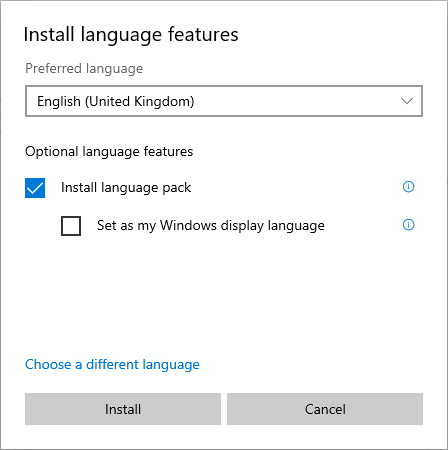 Install language features
Preferred language
English (United Kingdom)
Optional language features
Install language pack
Set as my Windows display language
Choose a different language
Install
Cancel